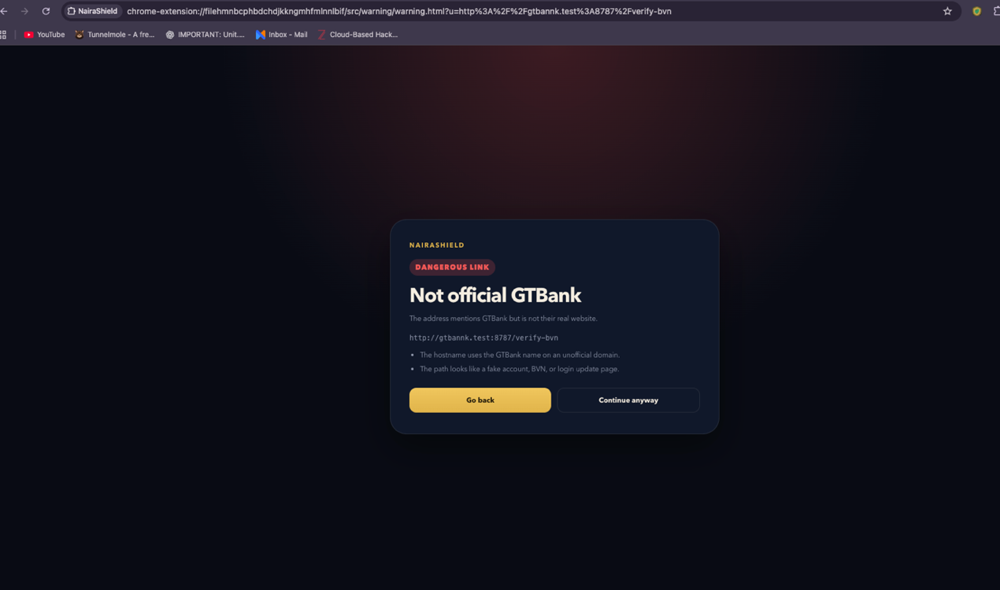 NairaShield
chrome-extension://filehmnbcphbdchdjkkngmhfmlnnlbif/src/warning/warning.html?u=http%3A%2F%2Fgtbannk.test%3A8787%2Fverify-bvn
YouTube
Tunnelmole - A fre...
IMPORTANT: Unit....
Inbox - Mail
Cloud-Based Hack...
NAIRASHIELD
DANGEROUS LINK
Not official GTBank
The address mentions GTBank but is not their real website.
http://gtbannk.test:8787/verify-bvn
• The hostname uses the GTBank name on an unofficial domain.
• The path looks like a fake account, BVN, or login update page.
Go back
Continue anyway